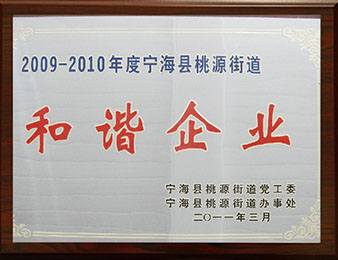 2009-2010年度宁海县桃源街道
和谐企业
宁海县桃源街道党工委
宁海县桃源街道办事处
二〇一一年三月